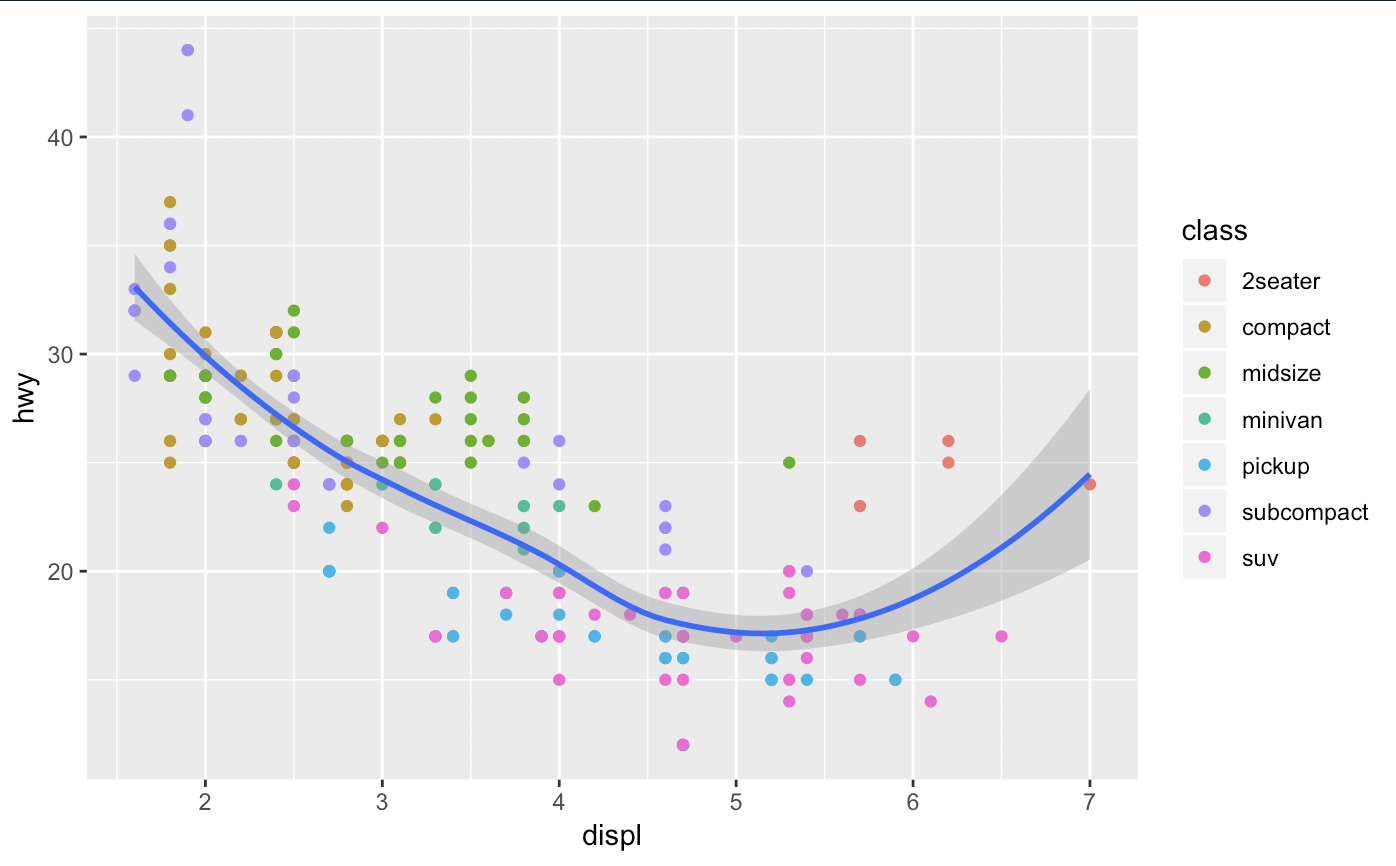 hwy
40
30
20
2 3 4 5 6 7
displ
class
2seater
compact
midsize
minivan
pickup
subcompact
suv